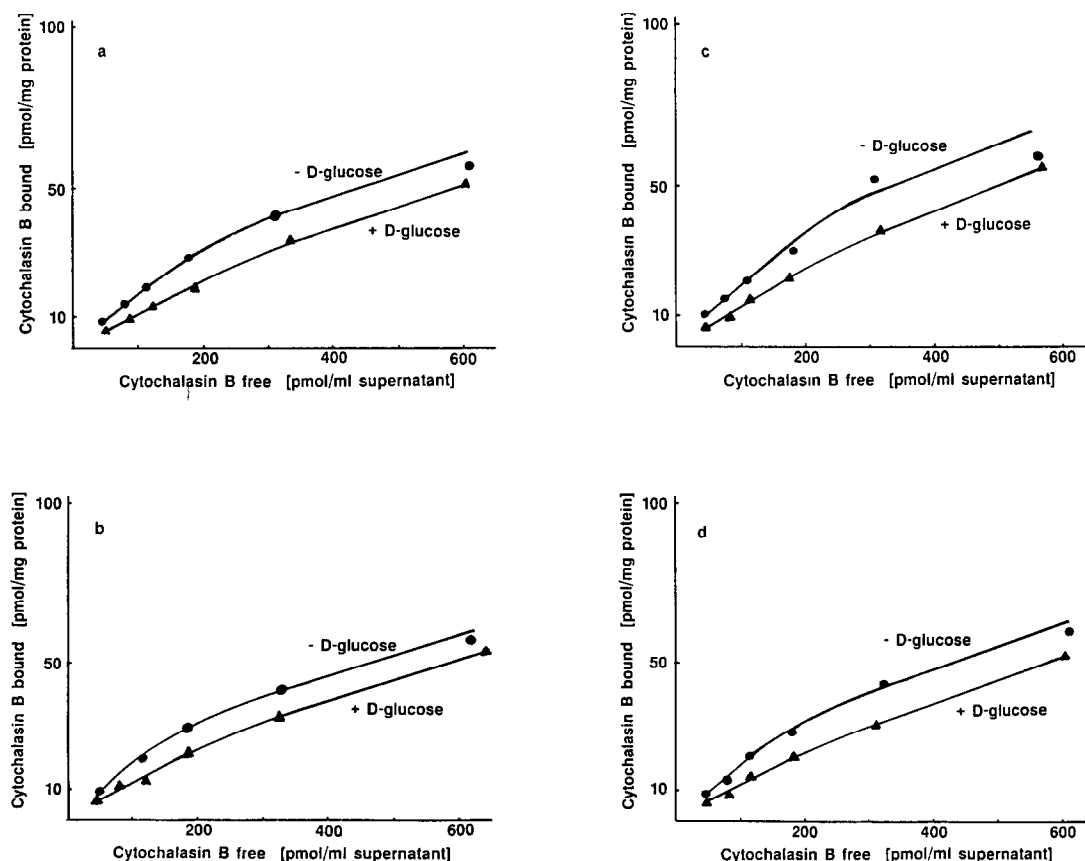 a
100
50
10
Cytochalasin B bound [pmol/mg protein]
- D-glucose
+ D-glucose
200
400
600
Cytochalasin B free [pmol/ml supernatant]
c
100
50
10
Cytochalasin B bound [pmol/mg protein]
- D-glucose
+ D-glucose
200
400
600
Cytochalasin B free [pmol/ml supernatant]
b
100
50
10
Cytochalasin B bound [pmol/mg protein]
- D-glucose
+ D-glucose
200
400
600
Cytochalasin B free [pmol/ml supernatant]
d
100
50
10
Cytochalasin B bound [pmol/mg protein]
- D-glucose
+ D-glucose
200
400
600
Cytochalasin B free [pmol/ml supernatant]